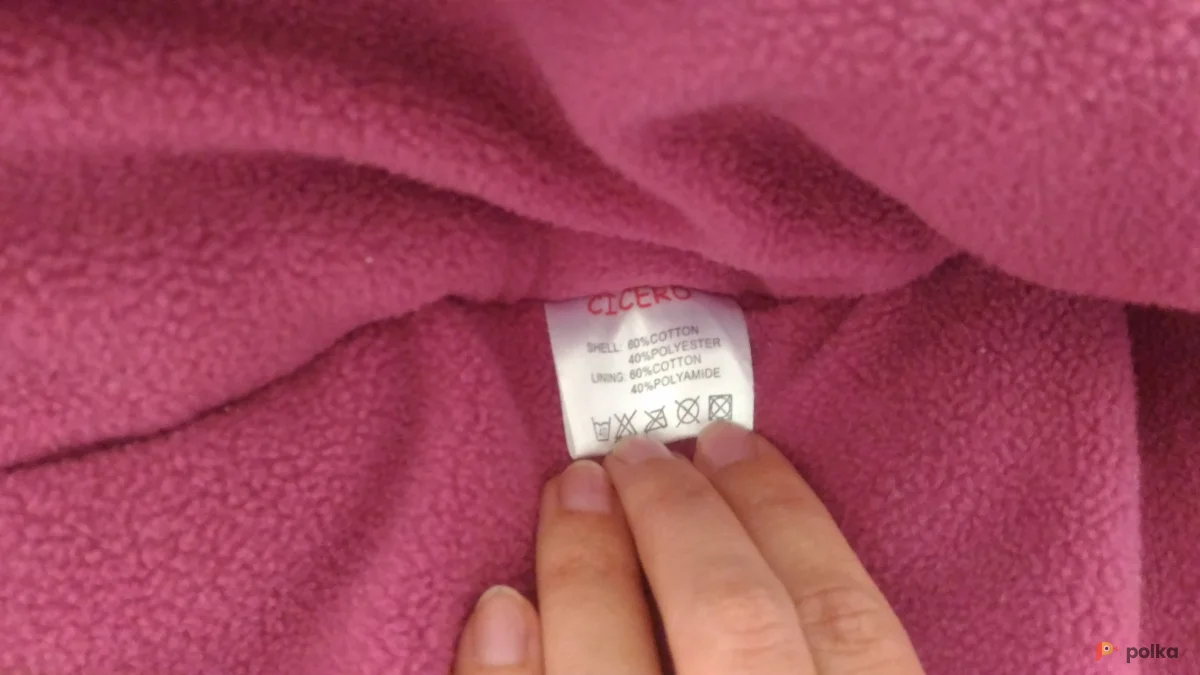 CICERO
SHELL: 60%COTTON
40%POLYESTER
LINING: 60%COTTON
40%POLYAMIDE
polka